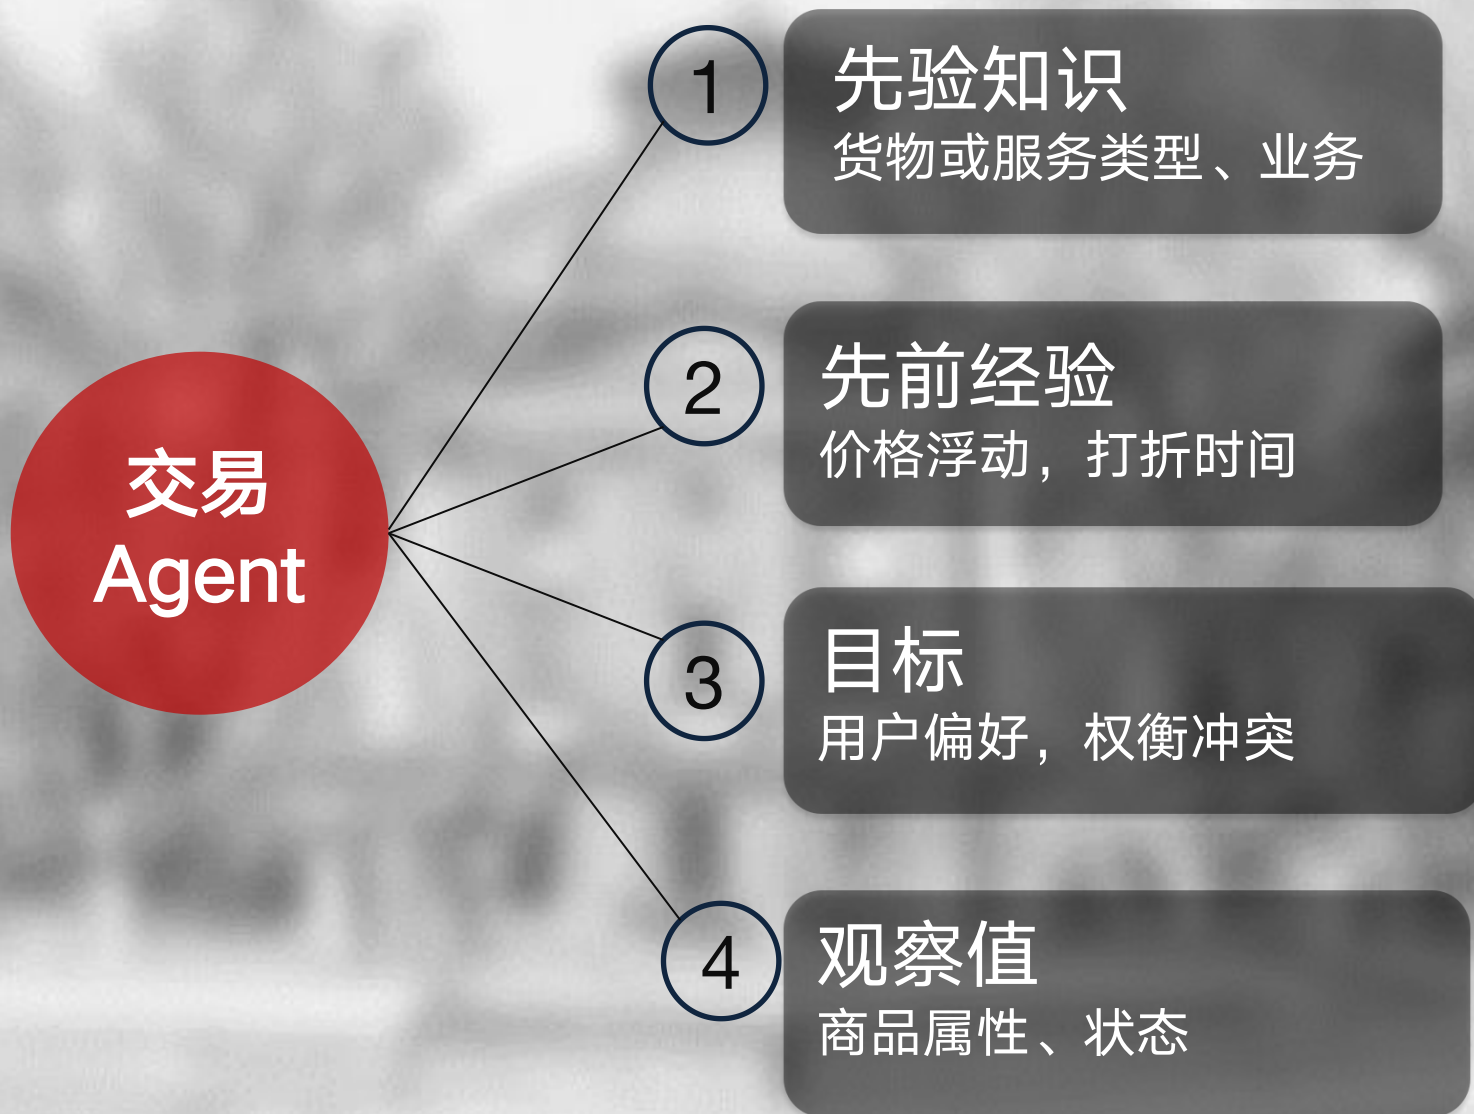 交易
Agent
1
先验知识
货物或服务类型、业务
2
先前经验
价格浮动，打折时间
3
目标
用户偏好，权衡冲突
4
观察值
商品属性、状态